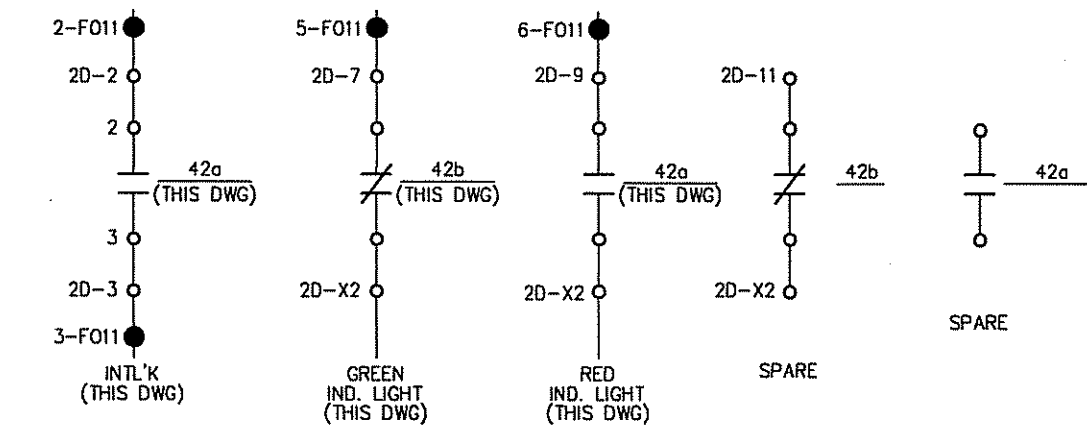 2-F011
2D-2
2
42a
(THIS DWG)
3
2D-3
3-F011
INTL'K
(THIS DWG)
5-F011
2D-7
42b
(THIS DWG)
2D-X2
GREEN
IND. LIGHT
(THIS DWG)
6-F011
2D-9
42a
(THIS DWG)
2D-X2
RED
IND. LIGHT
(THIS DWG)
2D-11
42b
2D-X2
SPARE
42a
SPARE